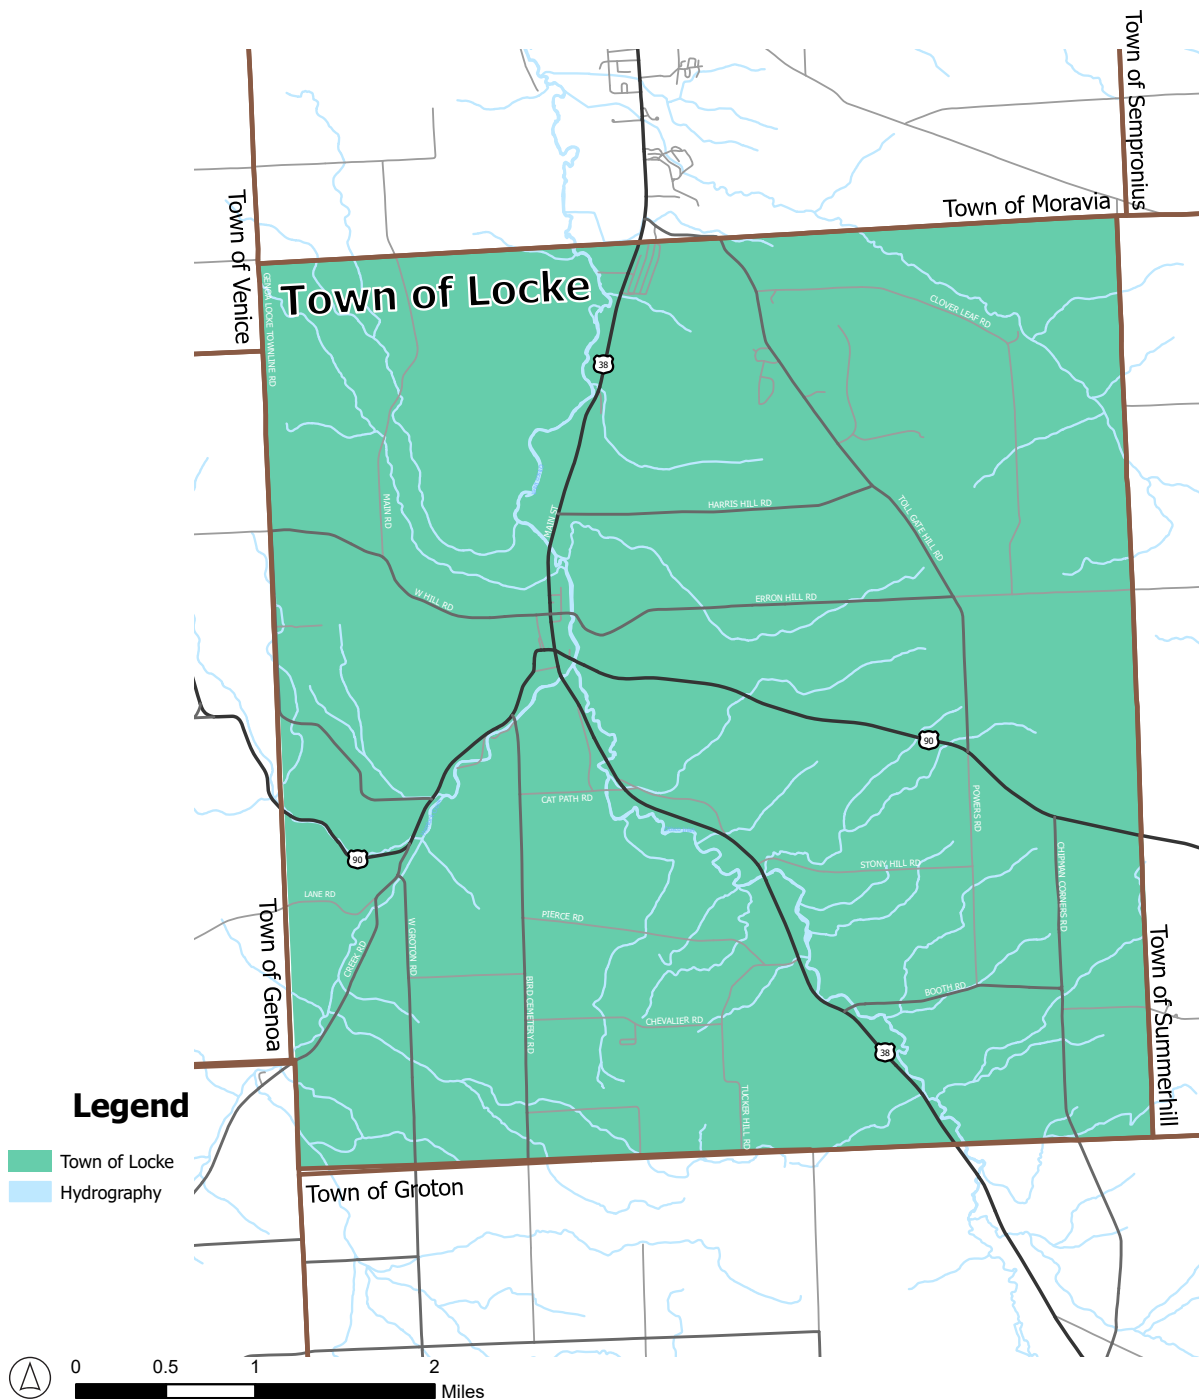 Town of Sempronius
Town of Moravia
Town of Venice
Town of Locke
GENOA LOCKE TOWNLINE RD
CLOVER LEAF RD
38
MAIN RD
MAIN ST
HARRIS HILL RD
TOLL GATE HILL RD
W HILL RD
ERRON HILL RD
90
CAT PATH RD
POWERS RD
90
STONY HILL RD
CHIPMAN CORNERS RD
LANE RD
PIERCE RD
Town of Genoa
W GROTON RD
CREEK RD
Town of Summerhill
BIRD CEMETERY RD
BOOTH RD
CHEVALIER RD
38
TUCKER HILL RD
Legend
Town of Locke
Hydrography
Town of Groton
0 0.5 1 2
Miles